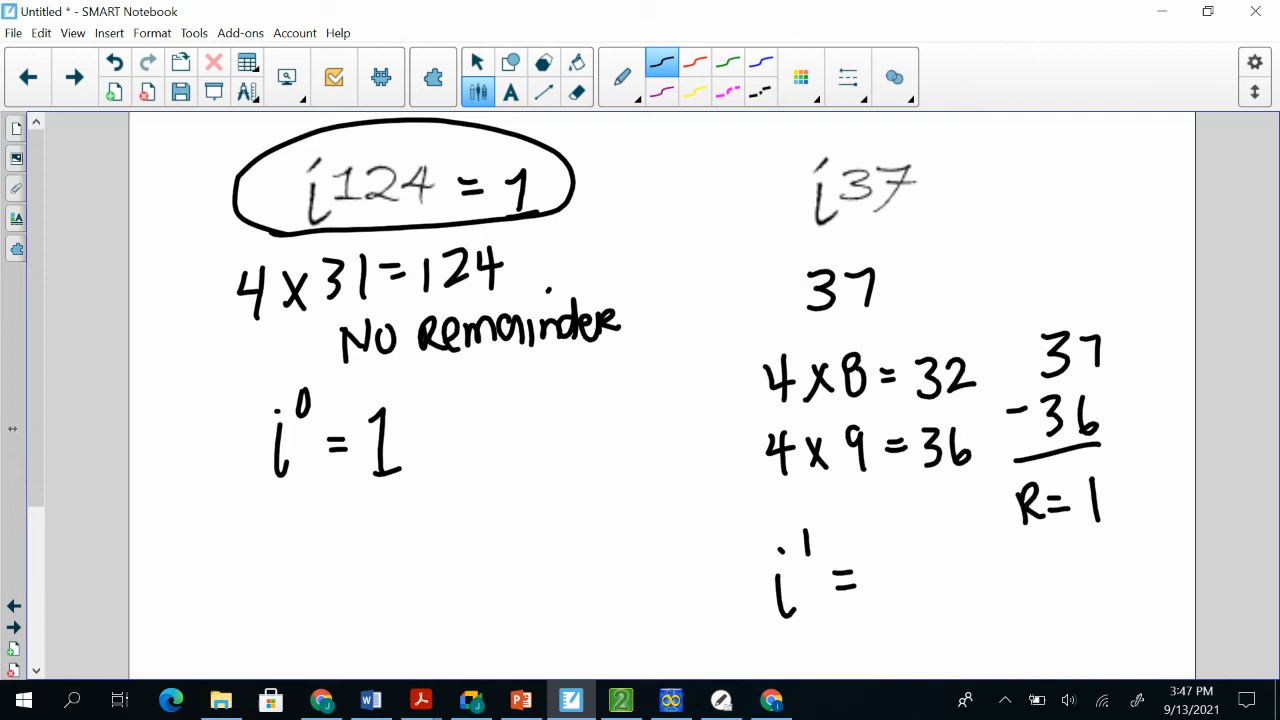 Untitled * - SMART Notebook
File Edit View Insert Format Tools Add-ons Account Help
i¹²⁴ = 1
4 x 31 = 124
No Remainder
i⁰ = 1
i³⁷
37
4 x 8 = 32
4 x 9 = 36
37
- 36
R = 1
i¹ =
3:47 PM
9/13/2021